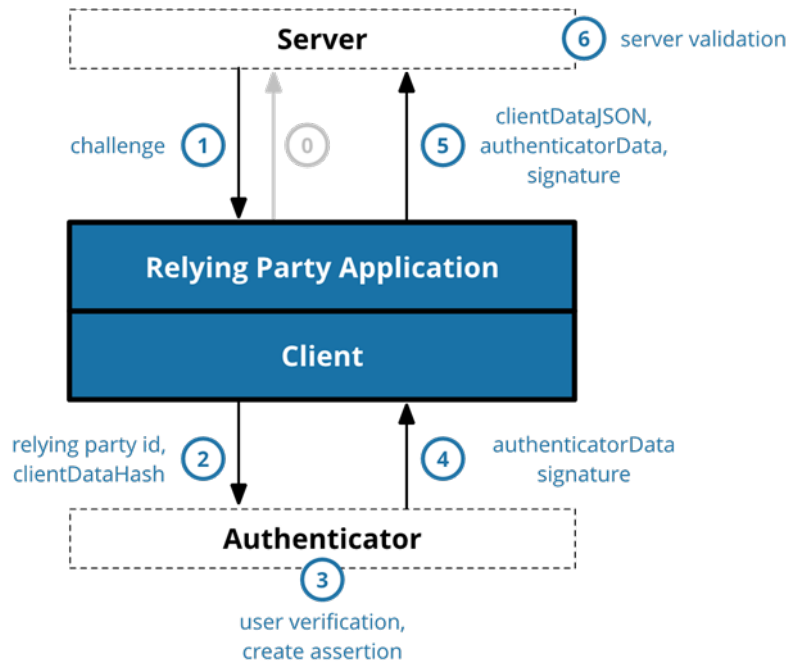 Server
6 server validation
challenge 1
0
5
clientDataJSON,
authenticatorData,
signature
Relying Party Application
Client
relying party id,
clientDataHash
2
4
authenticatorData
signature
Authenticator
3
user verification,
create assertion